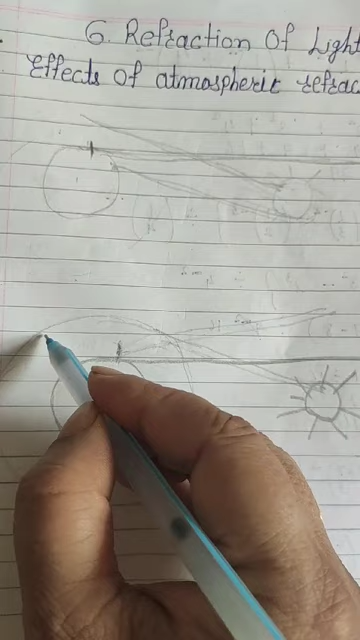 6. Refraction Of Light
Effects of atmospheric refrac